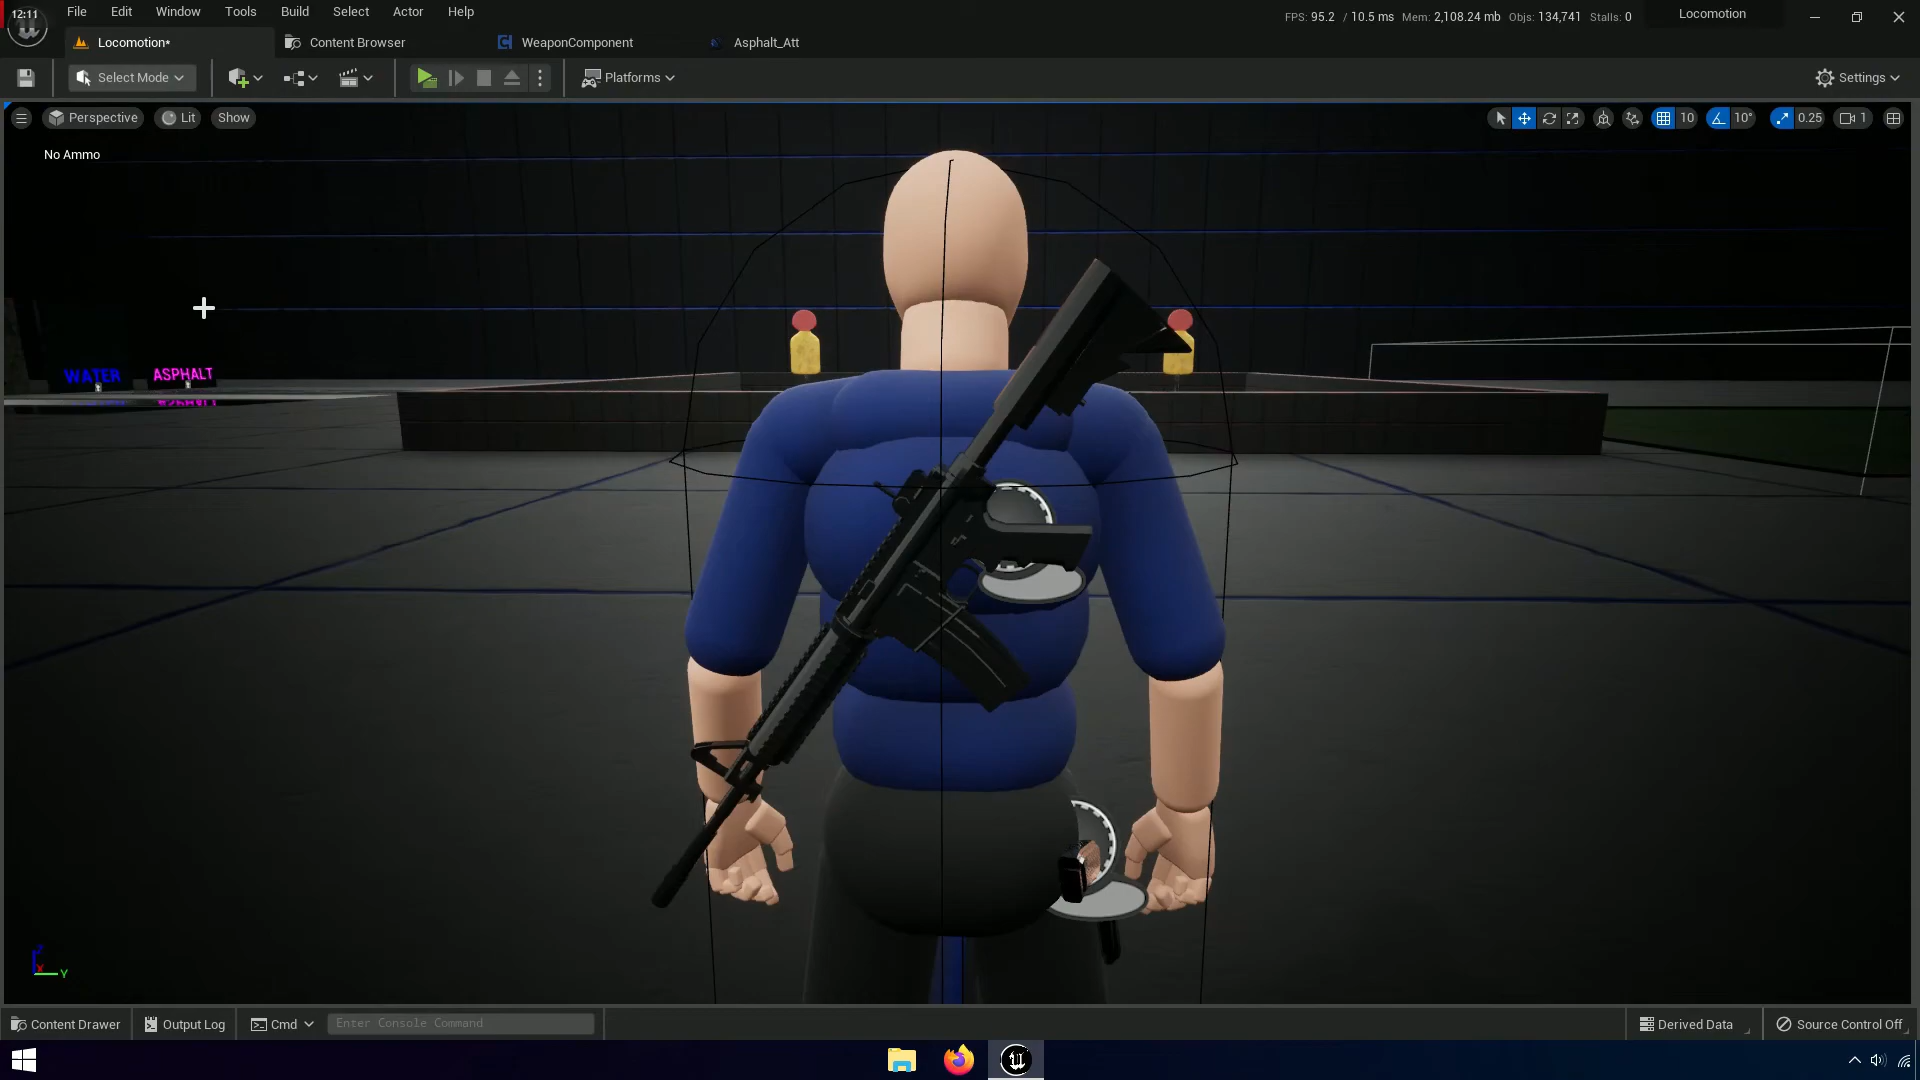 12:11
File Edit Window Tools Build Select Actor Help
FPS: 95.2 / 10.5 ms Mem: 2,108.24 mb Objs: 134,741 Stalls: 0
Locomotion
Locomotion*
Content Browser
WeaponComponent
Asphalt_Att
Select Mode
Platforms
Settings
Perspective
Lit
Show
10
10°
0.25
1
No Ammo
WATER
ASPHALT
Z
X
Y
Content Drawer
Output Log
Cmd
Enter Console Command
Derived Data
Source Control Off